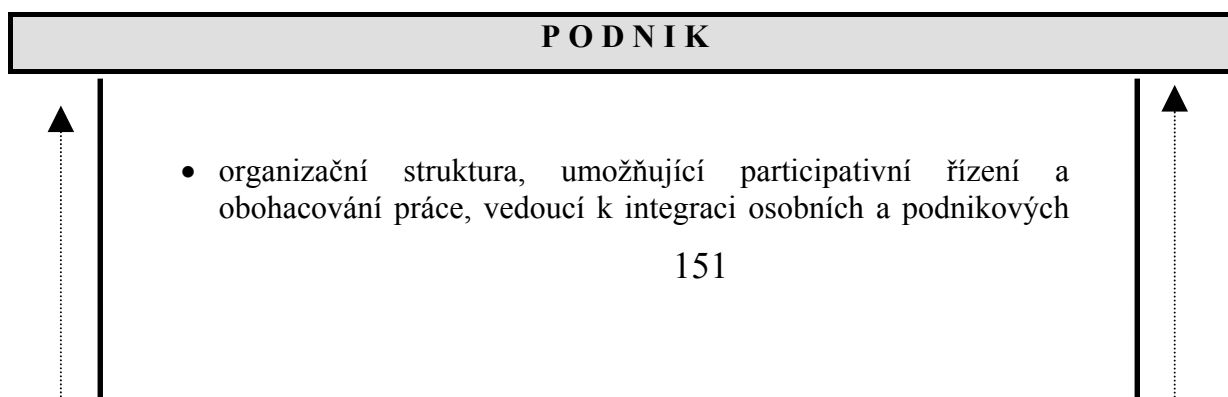 P O D N I K
• organizační struktura, umožňující participativní řízení a
obohacování práce, vedoucí k integraci osobních a podnikových
151